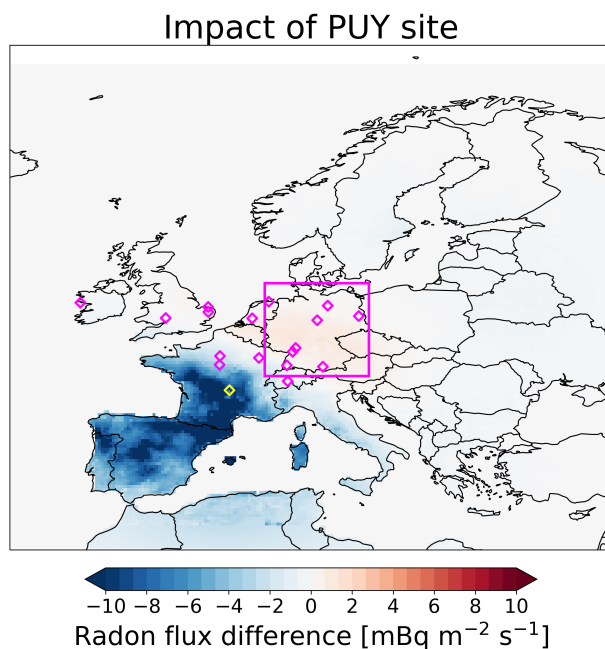 Impact of PUY site
−10 −8 −6 −4 −2 0 2 4 6 8 10
Radon flux difference [mBq m⁻² s⁻¹]